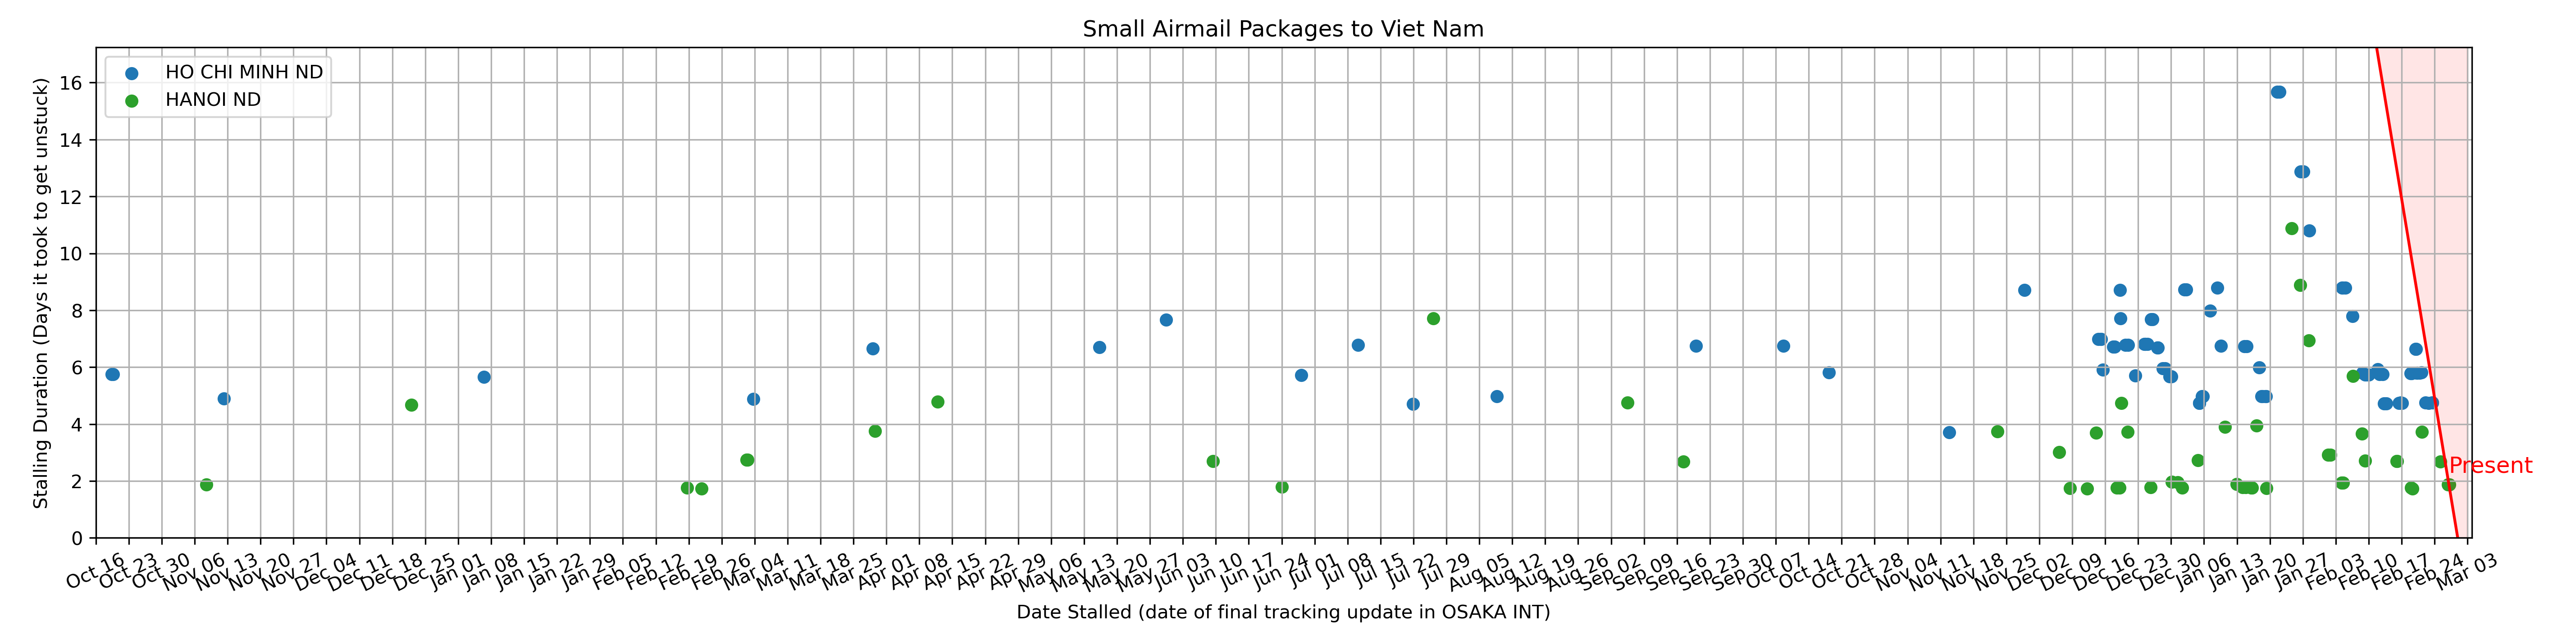 Small Airmail Packages to Viet Nam
HO CHI MINH ND
HANOI ND
Stalling Duration (Days it took to get unstuck)
16
14
12
10
8
6
4
2
0
Present
Oct 16 Oct 23 Oct 30 Nov 06 Nov 13 Nov 20 Nov 27 Dec 04 Dec 11 Dec 18 Dec 25 Jan 01 Jan 08 Jan 15 Jan 22 Jan 29 Feb 05 Feb 12 Feb 19 Feb 26 Mar 04 Mar 11 Mar 18 Mar 25 Apr 01 Apr 08 Apr 15 Apr 22 Apr 29 May 06 May 13 May 20 May 27 Jun 03 Jun 10 Jun 17 Jun 24 Jul 01 Jul 08 Jul 15 Jul 22 Jul 29 Aug 05 Aug 12 Aug 19 Aug 26 Sep 02 Sep 09 Sep 16 Sep 23 Sep 30 Oct 07 Oct 14 Oct 21 Oct 28 Nov 04 Nov 11 Nov 18 Nov 25 Dec 02 Dec 09 Dec 16 Dec 23 Dec 30 Jan 06 Jan 13 Jan 20 Jan 27 Feb 03 Feb 10 Feb 17 Feb 24 Mar 03
Date Stalled (date of final tracking update in OSAKA INT)